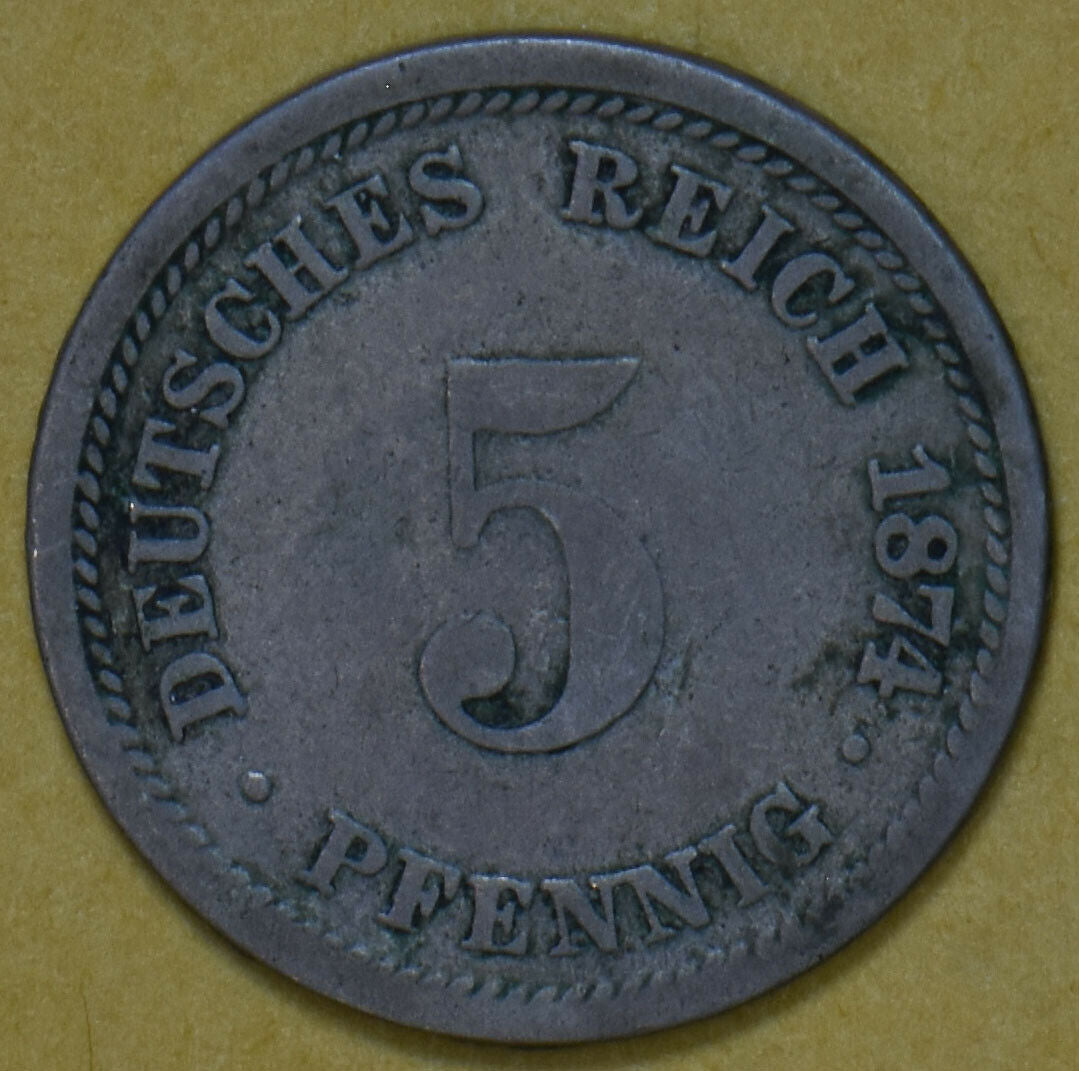 DEUTSCHES REICH 1874
5
PFENNIG